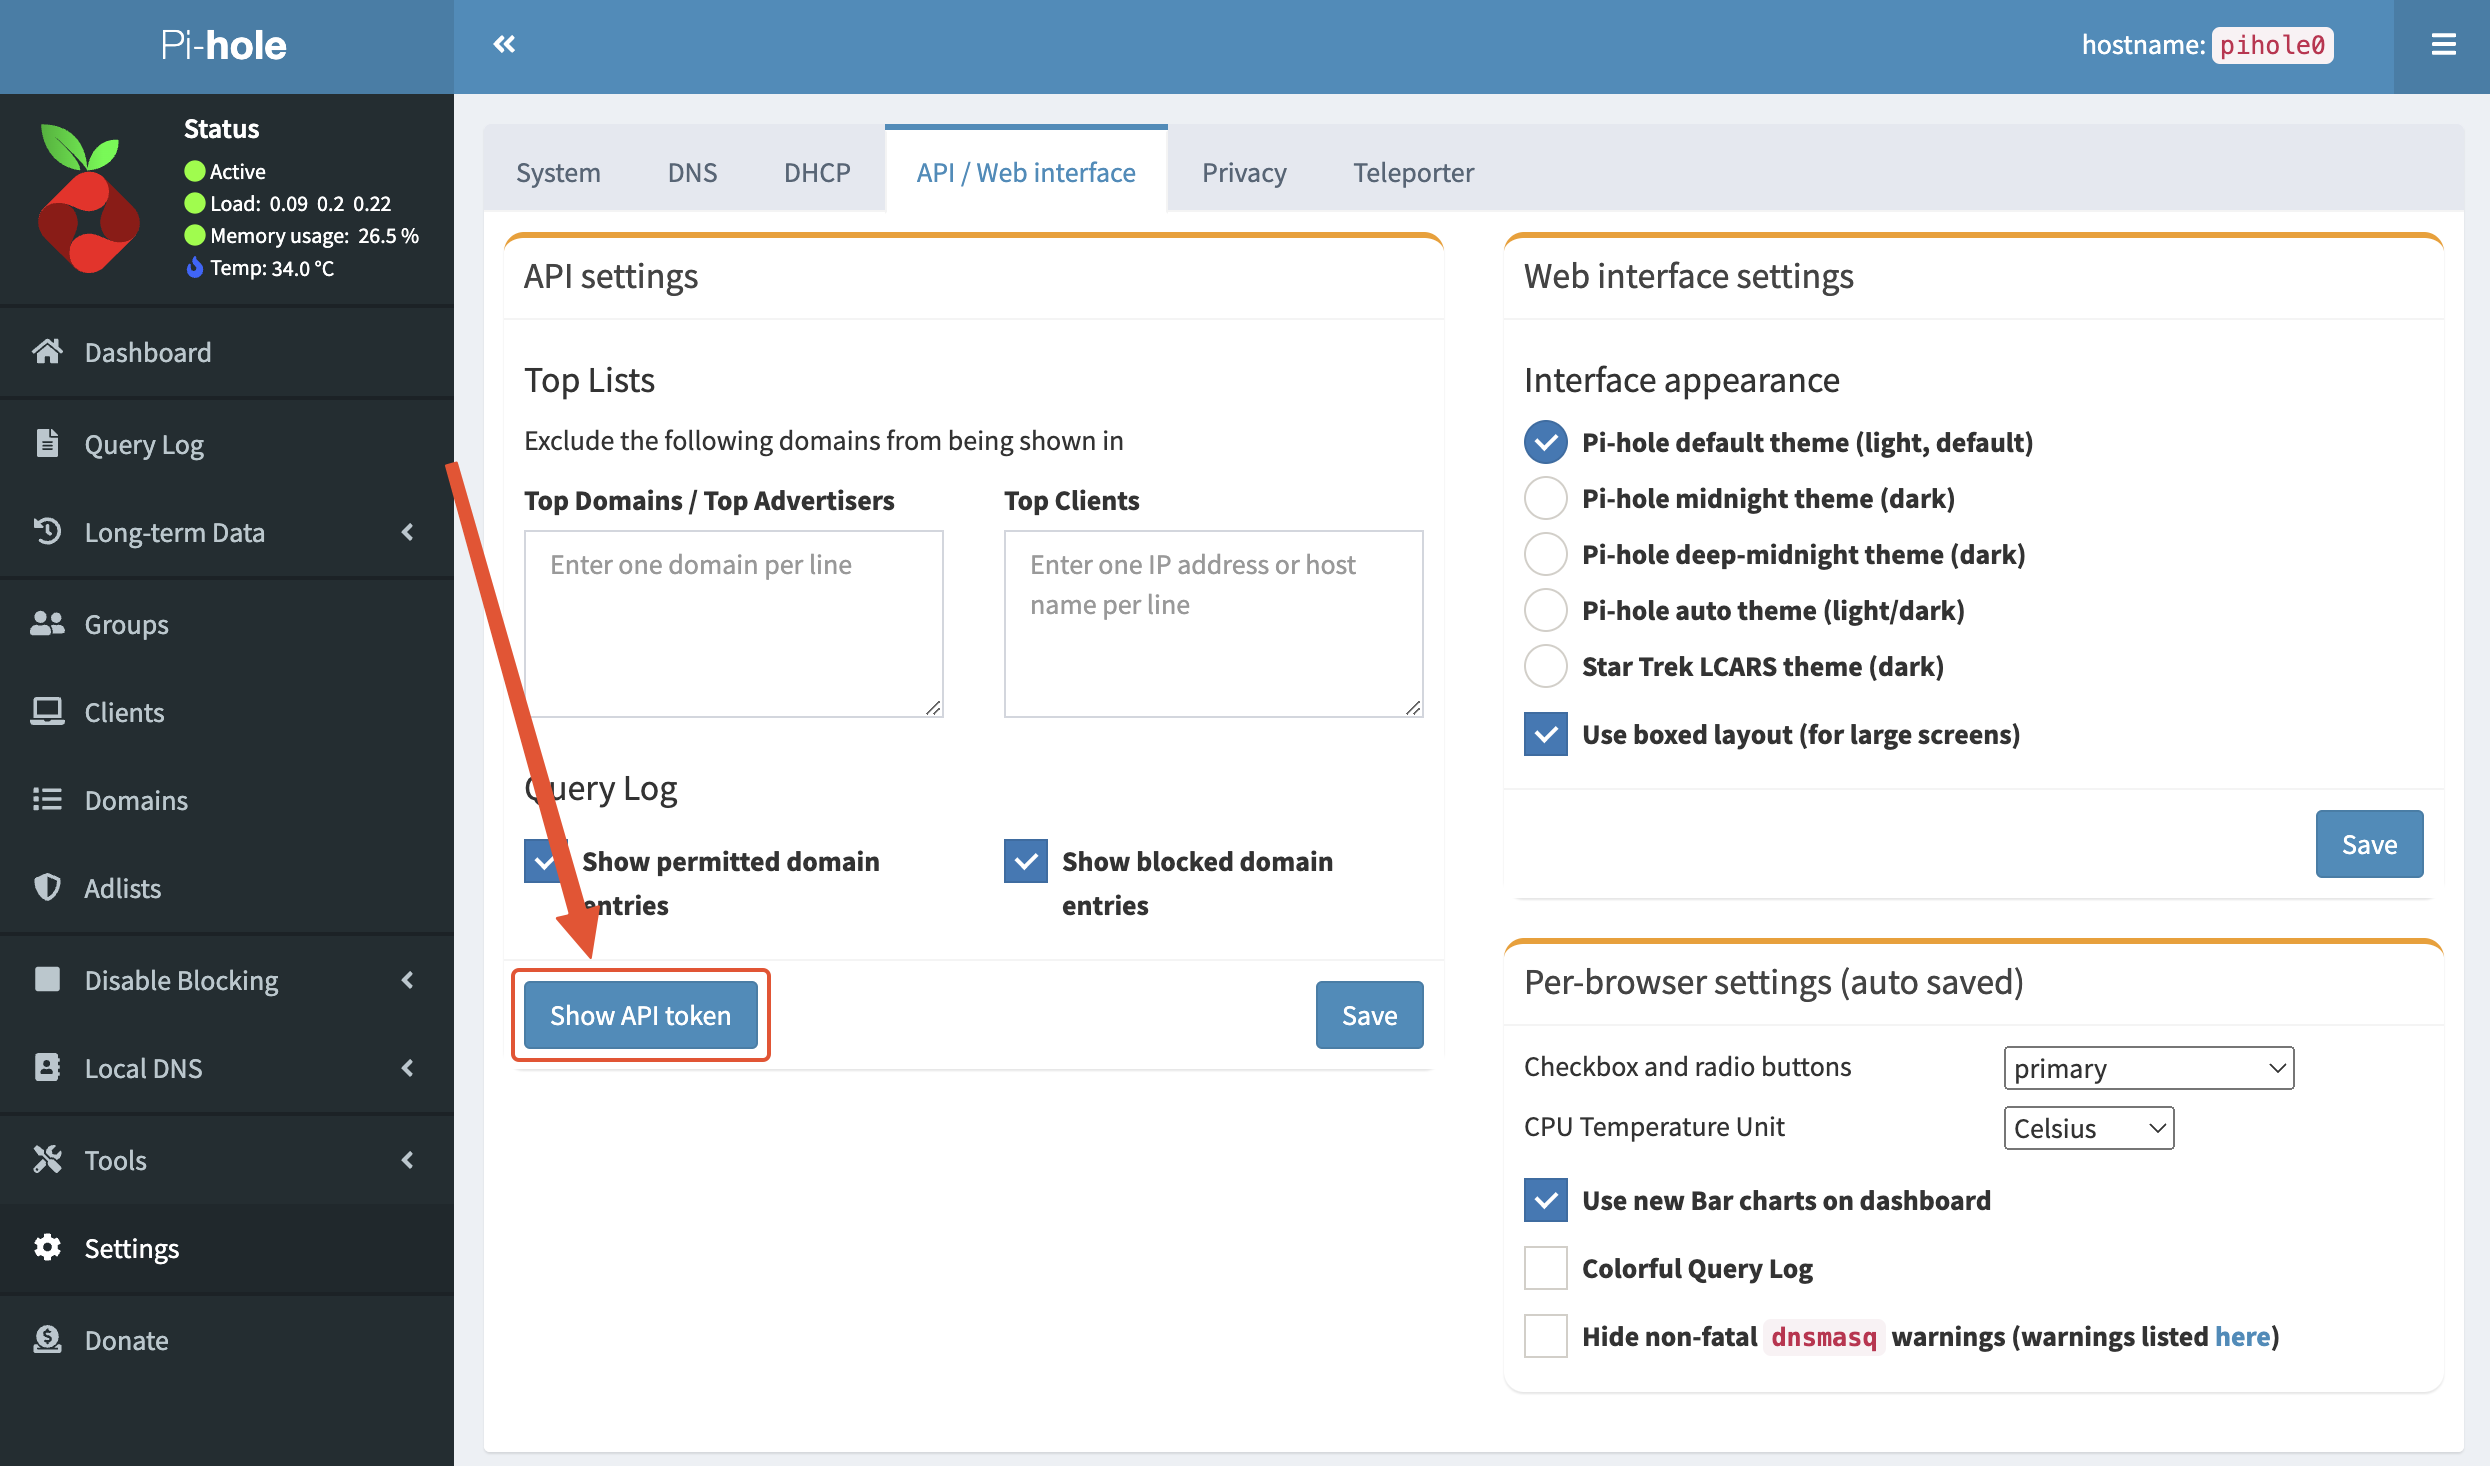 Pi-hole
hostname: pihole0
Status
Active
Load: 0.09 0.2 0.22
Memory usage: 26.5 %
Temp: 34.0 °C
Dashboard
Query Log
Long-term Data
Groups
Clients
Domains
Adlists
Disable Blocking
Local DNS
Tools
Settings
Donate
System DNS DHCP API / Web interface Privacy Teleporter
API settings
Top Lists
Exclude the following domains from being shown in
Top Domains / Top Advertisers
Enter one domain per line
Top Clients
Enter one IP address or host
name per line
Query Log
Show permitted domain
entries
Show blocked domain
entries
Show API token
Save
Web interface settings
Interface appearance
Pi-hole default theme (light, default)
Pi-hole midnight theme (dark)
Pi-hole deep-midnight theme (dark)
Pi-hole auto theme (light/dark)
Star Trek LCARS theme (dark)
Use boxed layout (for large screens)
Save
Per-browser settings (auto saved)
Checkbox and radio buttons primary
CPU Temperature Unit Celsius
Use new Bar charts on dashboard
Colorful Query Log
Hide non-fatal dnsmasq warnings (warnings listed here)